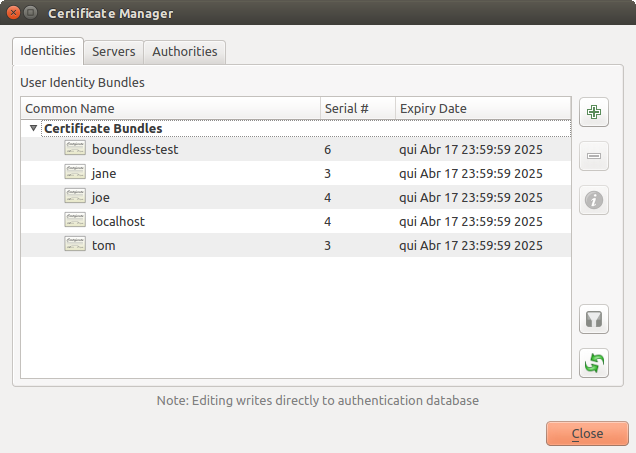 Certificate Manager
Identities Servers Authorities
User Identity Bundles
Common Name Serial # Expiry Date
Certificate Bundles
boundless-test 6 qui Abr 17 23:59:59 2025
jane 3 qui Abr 17 23:59:59 2025
joe 4 qui Abr 17 23:59:59 2025
localhost 4 qui Abr 17 23:59:59 2025
tom 3 qui Abr 17 23:59:59 2025
Note: Editing writes directly to authentication database
Close